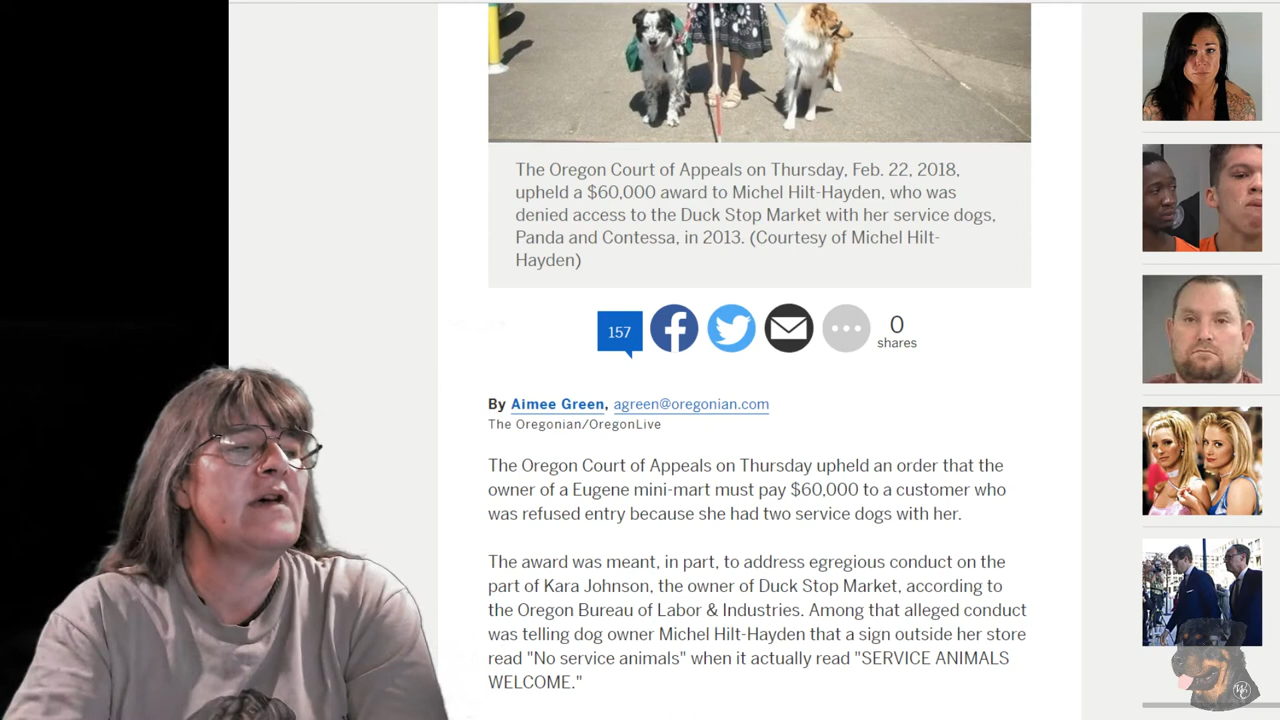 The Oregon Court of Appeals on Thursday, Feb. 22, 2018,
upheld a $60,000 award to Michel Hilt-Hayden, who was
denied access to the Duck Stop Market with her service dogs,
Panda and Contessa, in 2013. (Courtesy of Michel Hilt-
Hayden)
157
0
shares
By Aimee Green, agreen@oregonian.com
The Oregonian/OregonLive
The Oregon Court of Appeals on Thursday upheld an order that the
owner of a Eugene mini-mart must pay $60,000 to a customer who
was refused entry because she had two service dogs with her.
The award was meant, in part, to address egregious conduct on the
part of Kara Johnson, the owner of Duck Stop Market, according to
the Oregon Bureau of Labor & Industries. Among that alleged conduct
was telling dog owner Michel Hilt-Hayden that a sign outside her store
read "No service animals" when it actually read "SERVICE ANIMALS
WELCOME."